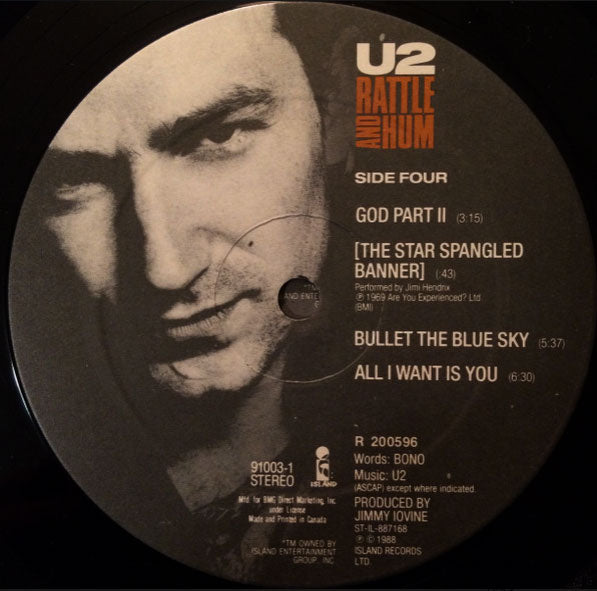 U2
RATTLE
AND HUM
SIDE FOUR
GOD PART II (3:15)
[THE STAR SPANGLED
BANNER] (:43)
Performed by Jimi Hendrix
℗ 1969 Are You Experienced? Ltd
(BMI)
BULLET THE BLUE SKY (5:37)
ALL I WANT IS YOU (6:30)
R 200596
Words: BONO
Music: U2
(ASCAP) except where indicated.
PRODUCED BY
JIMMY IOVINE
ST-IL-887168
℗ © 1988
ISLAND RECORDS
LTD.
91003-1
STEREO
ISLAND
Mfd. for BMG Direct Marketing, Inc.
under License
Made and Printed in Canada
*TM OWNED BY
ISLAND ENTERTAINMENT
GROUP. INC
*TM
AND ENTE